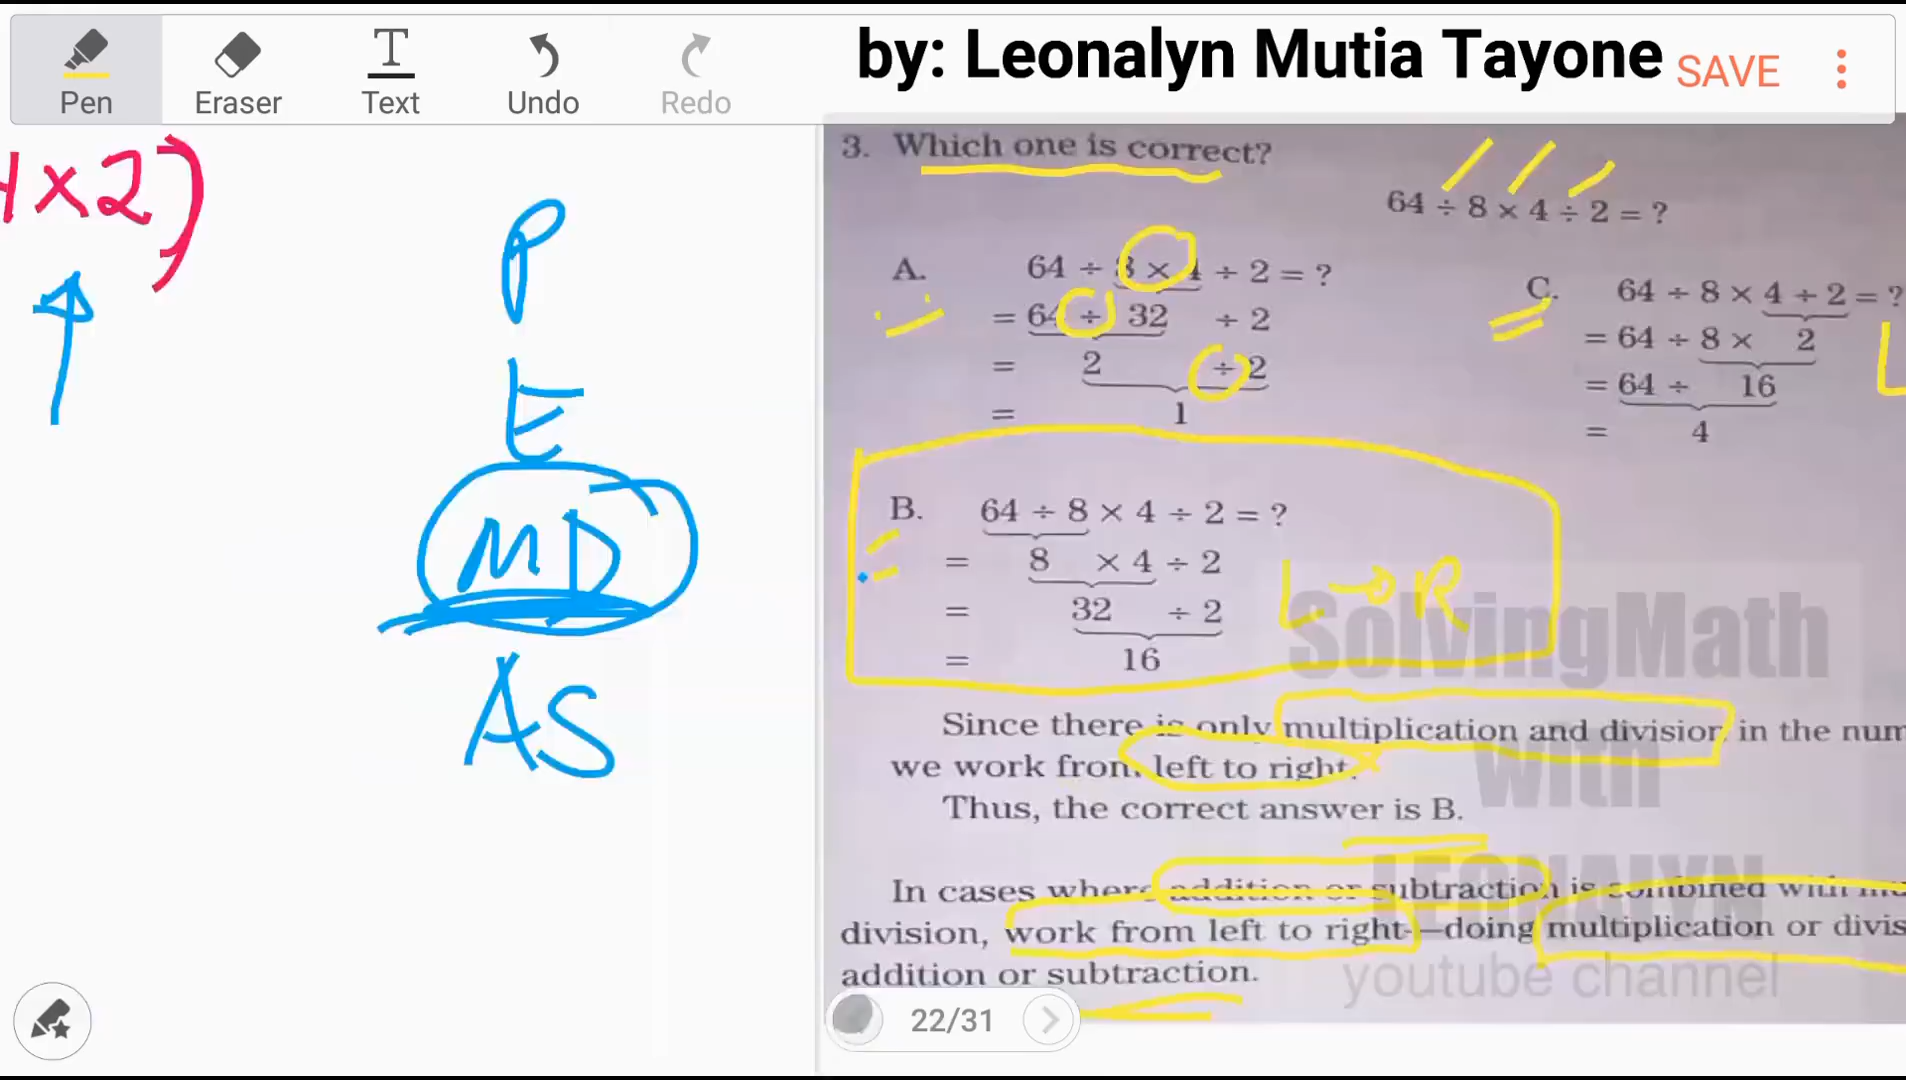 by: Leonalyn Mutia Tayone
SAVE
Pen
Eraser
Text
Undo
Redo
× 2)
P
E
MD
AS
3. Which one is correct?
64 ÷ 8 × 4 ÷ 2 = ?
A. 64 ÷ 8 × 4 ÷ 2 = ?
= 64 ÷ 32 ÷ 2
= 2 ÷ 2
= 1
C. 64 ÷ 8 × 4 ÷ 2 = ?
= 64 ÷ 8 × 2
= 64 ÷ 16
= 4
B. 64 ÷ 8 × 4 ÷ 2 = ?
= 8 × 4 ÷ 2
= 32 ÷ 2
= 16
L → R
Since there is only multiplication and division in the num
we work from left to right.
Thus, the correct answer is B.
In cases where addition or subtraction is combined with mu
division, work from left to right—doing multiplication or divis
addition or subtraction.
SolvingMath
with
LEONALYN
youtube channel
22/31